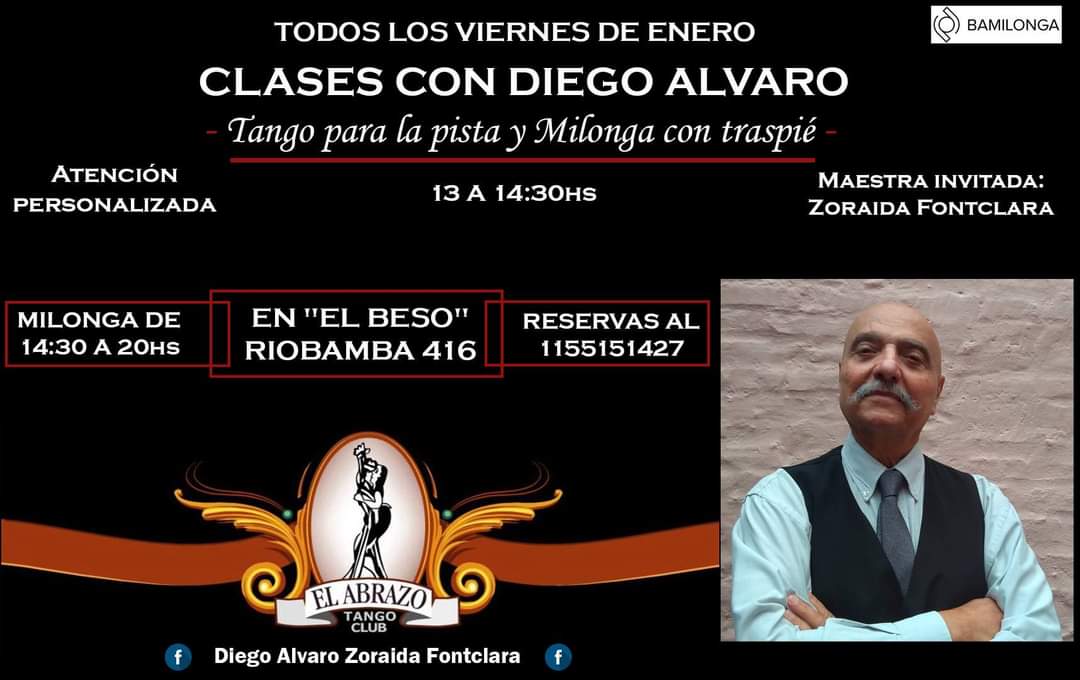 BAMILONGA
TODOS LOS VIERNES DE ENERO
CLASES CON DIEGO ALVARO
- Tango para la pista y Milonga con traspié -
ATENCIÓN
PERSONALIZADA
13 A 14:30HS
MAESTRA INVITADA:
ZORAIDA FONTCLARA
MILONGA DE
14:30 A 20HS
EN "EL BESO"
RIOBAMBA 416
RESERVAS AL
1155151427
EL ABRAZO
TANGO
CLUB
f Diego Alvaro Zoraida Fontclara f